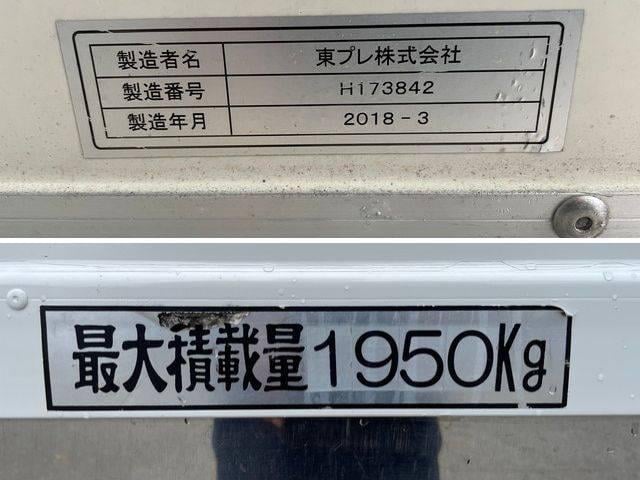 製造者名 東プレ株式会社
製造番号 H173842
製造年月 2018-3
最大積載量1950Kg